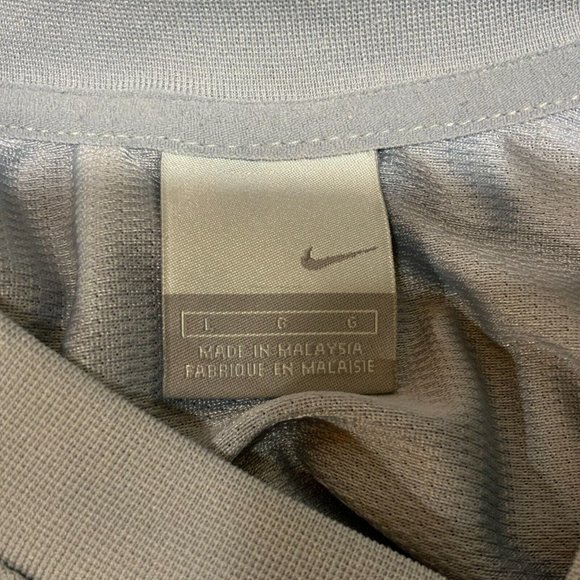 L G G
MADE IN MALAYSIA
FABRIQUE EN MALAISIE